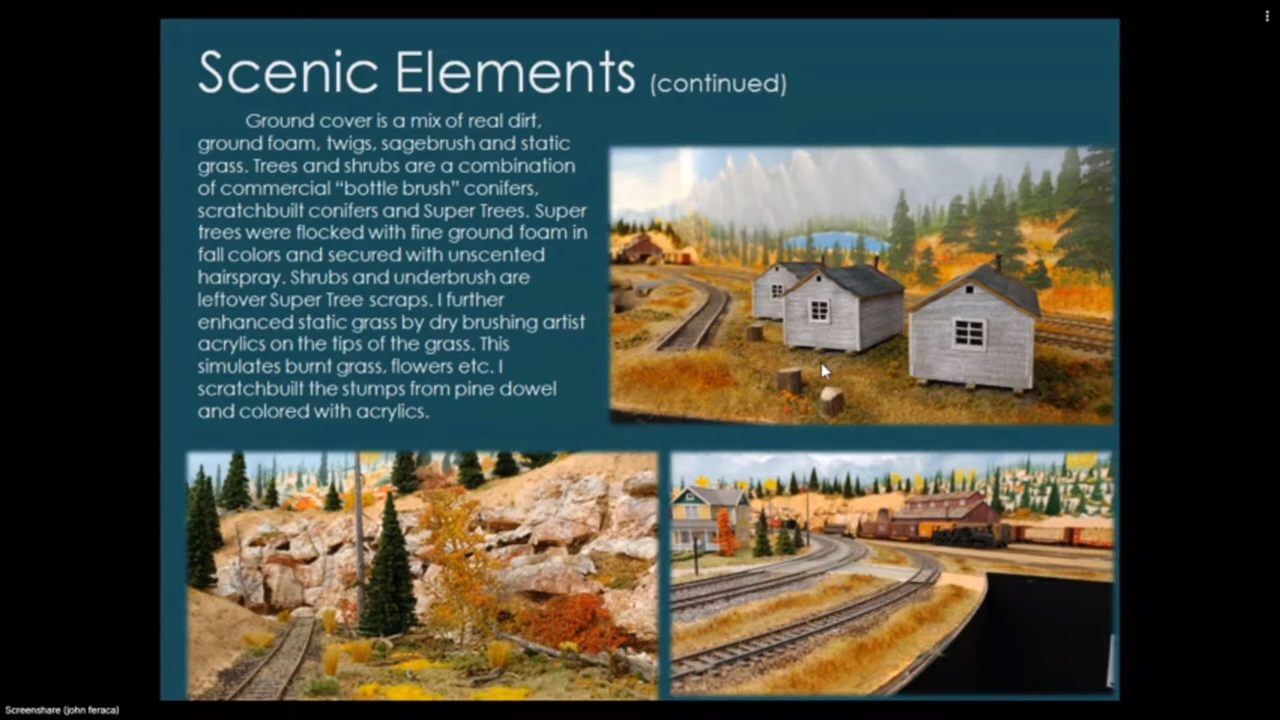 Scenic Elements (continued)
Ground cover is a mix of real dirt,
ground foam, twigs, sagebrush and static
grass. Trees and shrubs are a combination
of commercial “bottle brush” conifers,
scratchbuilt conifers and Super Trees. Super
trees were flocked with fine ground foam in
fall colors and secured with unscented
hairspray. Shrubs and underbrush are
leftover Super Tree scraps. I further
enhanced static grass by dry brushing artist
acrylics on the tips of the grass. This
simulates burnt grass, flowers etc. I
scratchbuilt the stumps from pine dowel
and colored with acrylics.
Screenshare (john feraca)